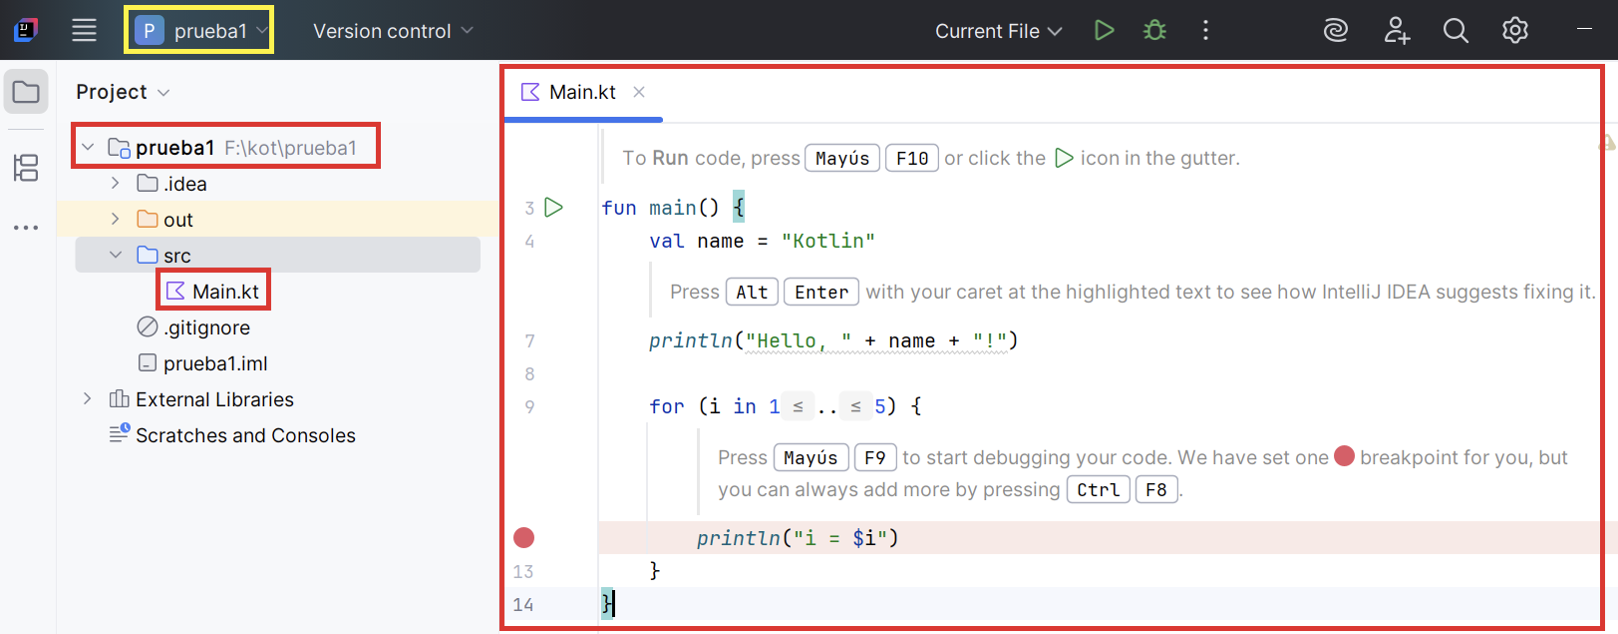 P prueba1 Version control Current File
Project
prueba1 F:\kot\prueba1
.idea
out
src
Main.kt
.gitignore
prueba1.iml
External Libraries
Scratches and Consoles
Main.kt
To Run code, press Mayús F10 or click the icon in the gutter.
3 fun main() {
4 val name = "Kotlin"
Press Alt Enter with your caret at the highlighted text to see how IntelliJ IDEA suggests fixing it.
7 println("Hello, " + name + "!")
8
9 for (i in 1 ≤ .. ≤ 5) {
Press Mayús F9 to start debugging your code. We have set one breakpoint for you, but
you can always add more by pressing Ctrl F8.
println("i = $i")
13 }
14 }